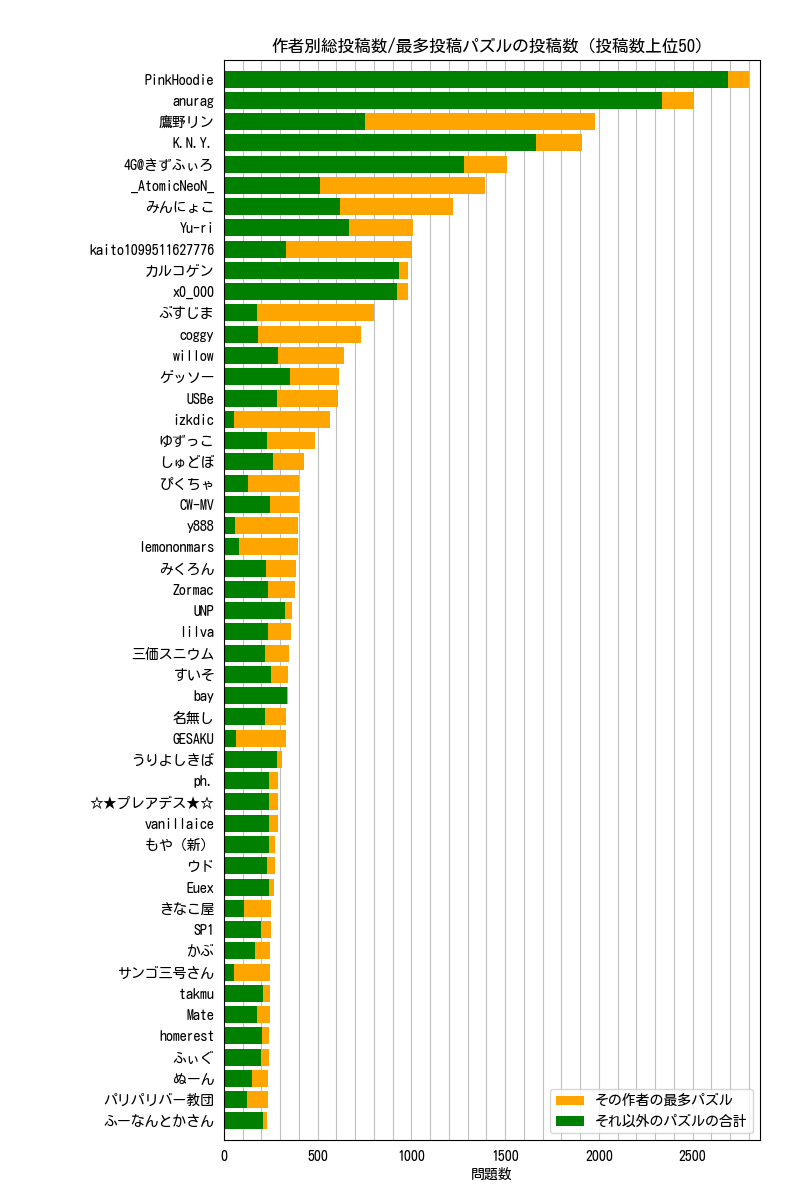 作者別総投稿数/最多投稿パズルの投稿数（投稿数上位50）
PinkHoodie
anurag
鷹野リン
K.N.Y.
4G@きずふぃろ
_AtomicNeoN_
みんにょこ
Yu-ri
kaito1099511627776
カルコゲン
x0_000
ぶすじま
coggy
willow
ゲッソー
USBe
izkdic
ゆずっこ
しゅどぼ
ぴくちゃ
CW-MV
y888
lemononmars
みくろん
Zormac
UNP
lilva
三価スニウム
すいそ
bay
名無し
GESAKU
うりよしきば
ph.
☆★プレアデス★☆
vanillaice
もや（新）
ウド
Euex
きなこ屋
SP1
かぶ
サンゴ三号さん
takmu
Mate
homerest
ふぃぐ
ぬーん
パリパリバー教団
ふーなんとかさん
その作者の最多パズル
それ以外のパズルの合計
0 500 1000 1500 2000 2500
問題数